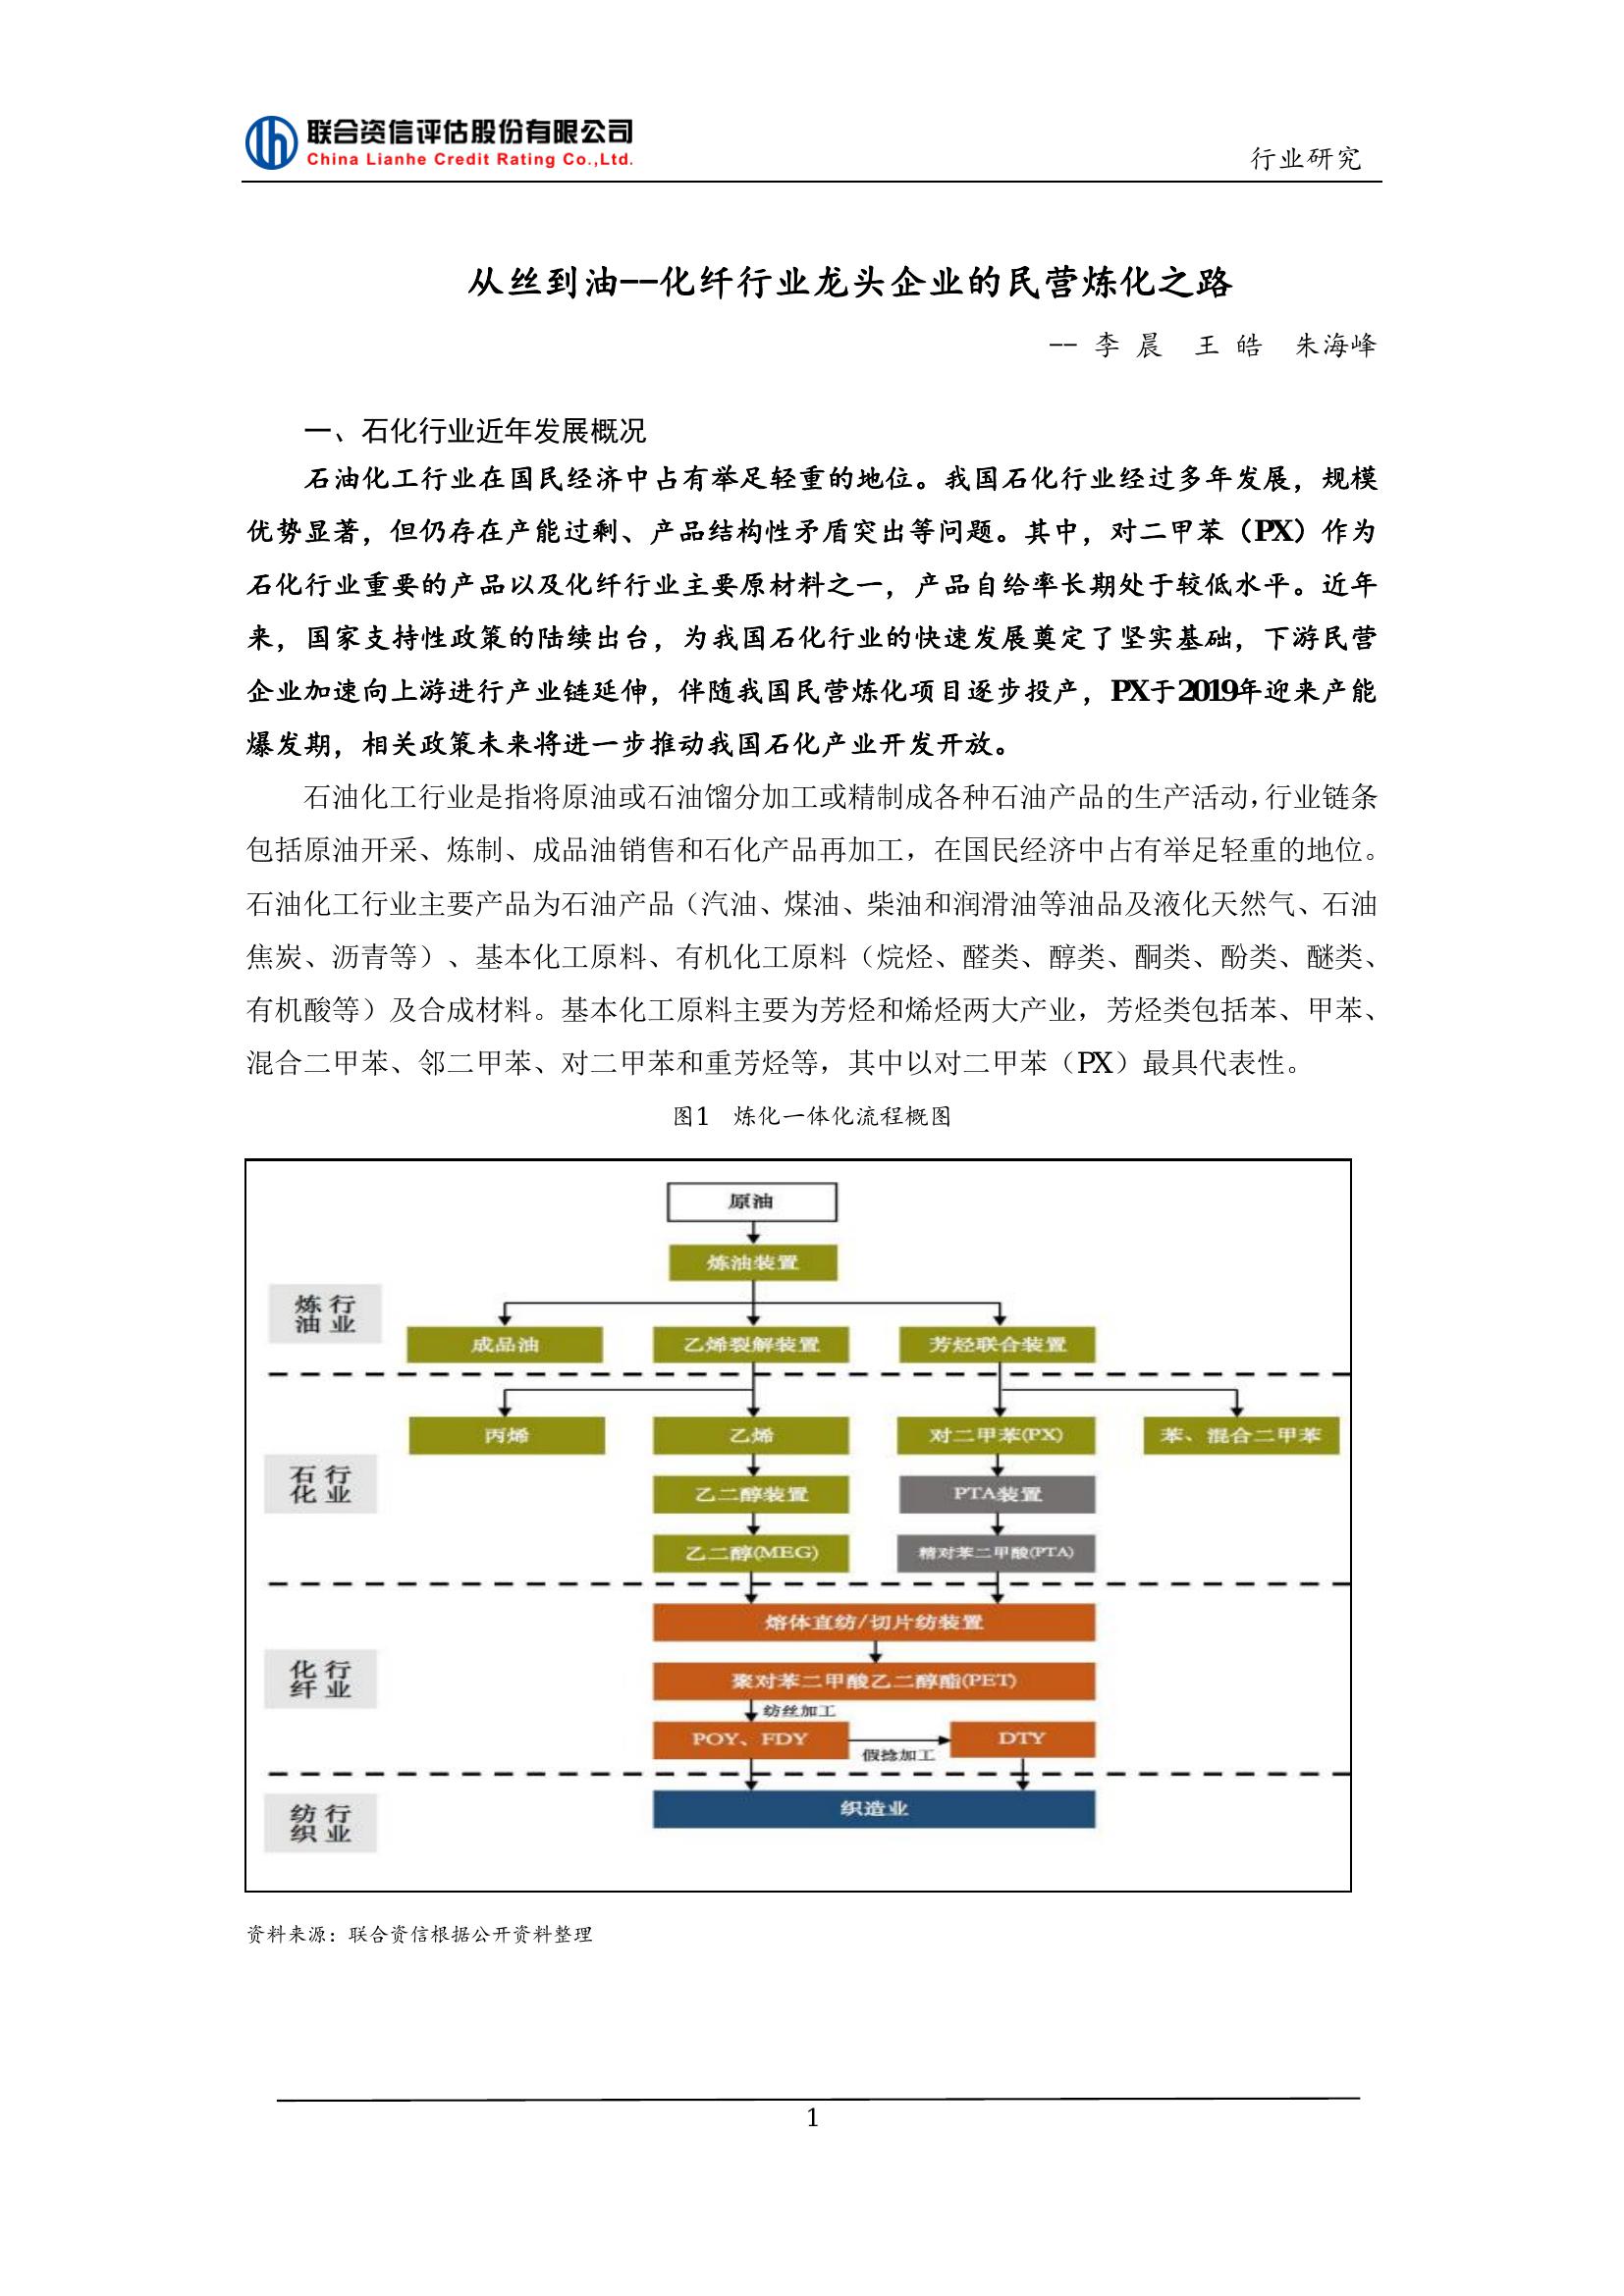 联合资信评估股份有限公司
China Lianhe Credit Rating Co.,Ltd.
行业研究
从丝到油--化纤行业龙头企业的民营炼化之路
-- 李 晨 王 皓 朱海峰
一、石化行业近年发展概况
石油化工行业在国民经济中占有举足轻重的地位。我国石化行业经过多年发展，规模
优势显著，但仍存在产能过剩、产品结构性矛盾突出等问题。其中，对二甲苯（PX）作为
石化行业重要的产品以及化纤行业主要原材料之一，产品自给率长期处于较低水平。近年
来，国家支持性政策的陆续出台，为我国石化行业的快速发展奠定了坚实基础，下游民营
企业加速向上游进行产业链延伸，伴随我国民营炼化项目逐步投产，PX于2019年迎来产能
爆发期，相关政策未来将进一步推动我国石化产业开发开放。
石油化工行业是指将原油或石油馏分加工或精制成各种石油产品的生产活动，行业链条
包括原油开采、炼制、成品油销售和石化产品再加工，在国民经济中占有举足轻重的地位。
石油化工行业主要产品为石油产品（汽油、煤油、柴油和润滑油等油品及液化天然气、石油
焦炭、沥青等）、基本化工原料、有机化工原料（烷烃、醛类、醇类、酮类、酚类、醚类、
有机酸等）及合成材料。基本化工原料主要为芳烃和烯烃两大产业，芳烃类包括苯、甲苯、
混合二甲苯、邻二甲苯、对二甲苯和重芳烃等，其中以对二甲苯（PX）最具代表性。
图1 炼化一体化流程概图
原油
炼油装置
炼油行业
成品油
乙烯裂解装置
芳烃联合装置
丙烯
乙烯
对二甲苯(PX)
苯、混合二甲苯
石化行业
乙二醇装置
PTA装置
乙二醇(MEG)
精对苯二甲酸(PTA)
熔体直纺/切片纺装置
化纤行业
聚对苯二甲酸乙二醇酯(PET)
纺丝加工
POY、FDY
假捻加工
DTY
纺织行业
织造业
资料来源：联合资信根据公开资料整理
1